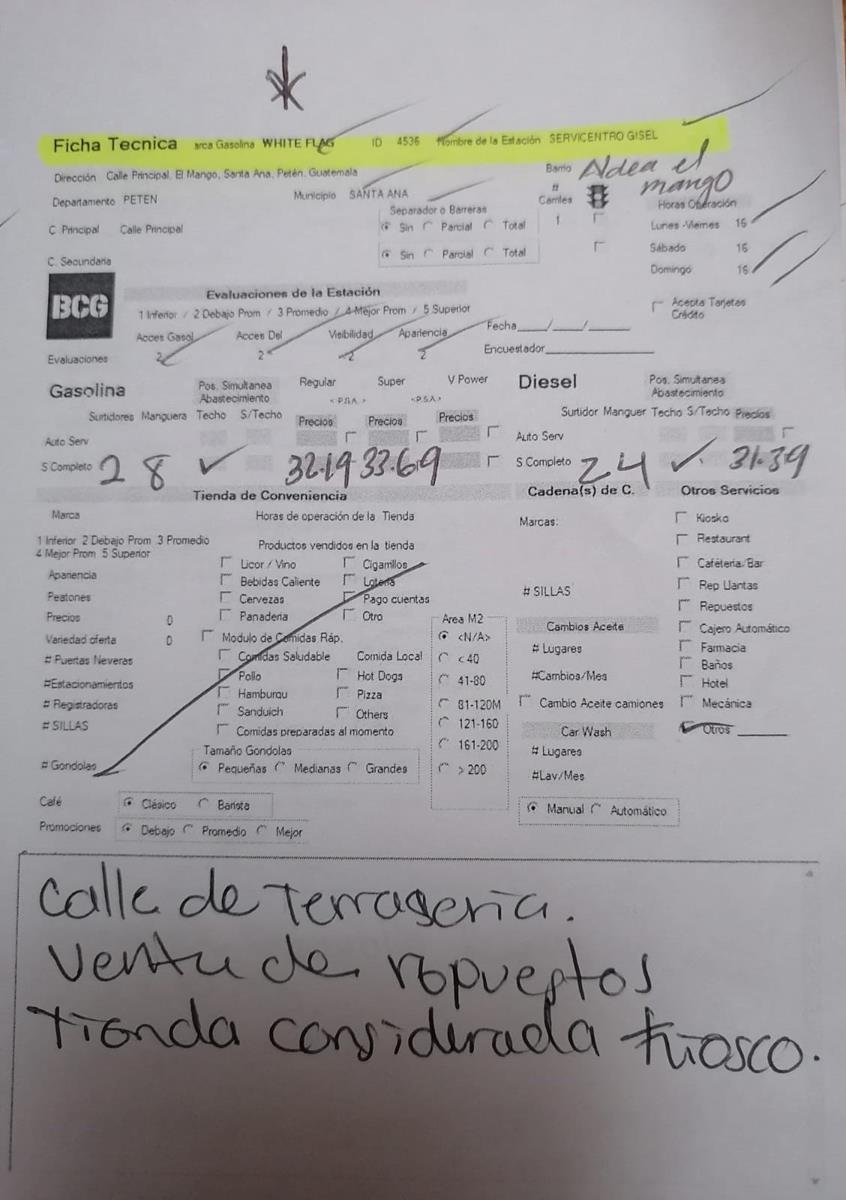 Ficha Tecnica arca Gasolina WHITE FLAG ID 4536 Nombre de la Estación SERVICENTRO GISEL
Dirección Calle Principal, El Mango, Santa Ana, Petén, Guatemala Barrio Aldea el mango
Departamento PETEN Municipio SANTA ANA # Carriles Horas Operación
C. Principal Calle Principal Separador o Barreras Sin Parcial Total 1 Lunes -Viernes 16
Sin Parcial Total Sábado 16
C. Secundaria Domingo 16
BCG Evaluaciones de la Estación
1 Inferior / 2 Debajo Prom / 3 Promedio / 4 Mejor Prom / 5 Superior Acepta Tarjetas Crédito
Acces Gasol Acces Del Visibilidad Apariencia Fecha___/___/___
Evaluaciones 2 2 2 2 Encuestador
Gasolina Pos. Simultanea Abastecimiento Regular Super V Power Diesel Pos. Simultanea Abastecimiento
< P.S.A.> <P.S.A.>
Surtidores Manguera Techo S/Techo Precios Precios Precios Surtidor Manguer Techo S/Techo Precios
Auto Serv Auto Serv
S Completo 2 8 ✓ 32.19 33.69 S Completo 2 4 ✓ 31.39
Tienda de Conveniencia Cadena(s) de C. Otros Servicios
Marca Horas de operación de la Tienda Marcas: Kiosko
1 Inferior 2 Debajo Prom 3 Promedio Restaurant
4 Mejor Prom 5 Superior Productos vendidos en la tienda
Licor / Vino Cigarrillos Cafetería/Bar
Apariencia Bebidas Caliente Lotería # SILLAS Rep Llantas
Peatones Cervezas Pago cuentas Repuestos
Precios 0 Panaderia Otro Area M2 Cambios Aceite Cajero Automático
Variedad oferta 0 Modulo de Comidas Ráp. <N/A> # Lugares Farmacia
# Puertas Neveras Comidas Saludable Comida Local < 40 Baños
#Estacionamientos Pollo Hot Dogs 41-80 #Cambios/Mes Hotel
# Registradoras Hamburqu Pizza 81-120M Cambio Aceite camiones Mecánica
# SILLAS Sanduich Others 121-160 Car Wash Otros
Comidas preparadas al momento 161-200 # Lugares
Tamaño Gondolas
# Gondolas Pequeñas Medianas Grandes > 200 #Lav/Mes
Café Clásico Barista Manual Automático
Promociones Debajo Promedio Mejor
Calle de Terraseria.
Venta de ropuestos
tienda considerada kiosco.